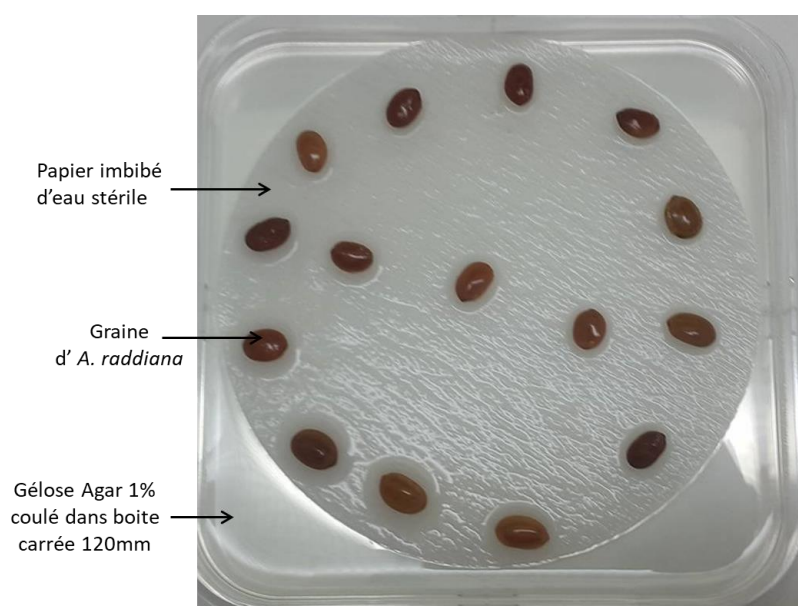 Papier imbibé
d’eau stérile
Graine
d’ A. raddiana
Gélose Agar 1%
coulé dans boite
carrée 120mm